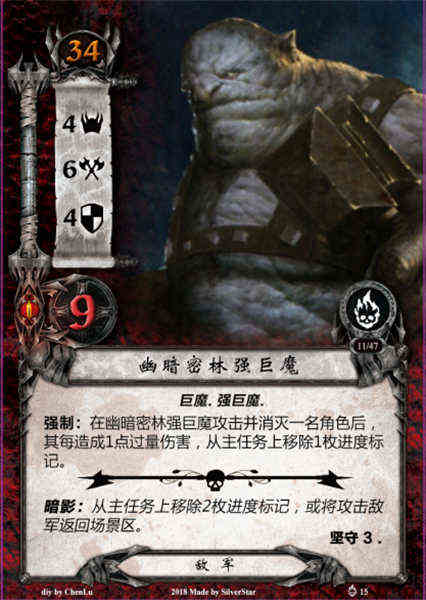 34
4
6
4
9
11/47
幽暗密林强巨魔
巨魔. 强巨魔.
强制：在幽暗密林强巨魔攻击并消灭一名角色后，
其每造成1点过量伤害，从主任务上移除1枚进度标
记。
暗影：从主任务上移除2枚进度标记，或将攻击敌
军返回场景区。
坚守 3 .
敌 军
diy by ChenLu
2018 Made by SilverStar
15